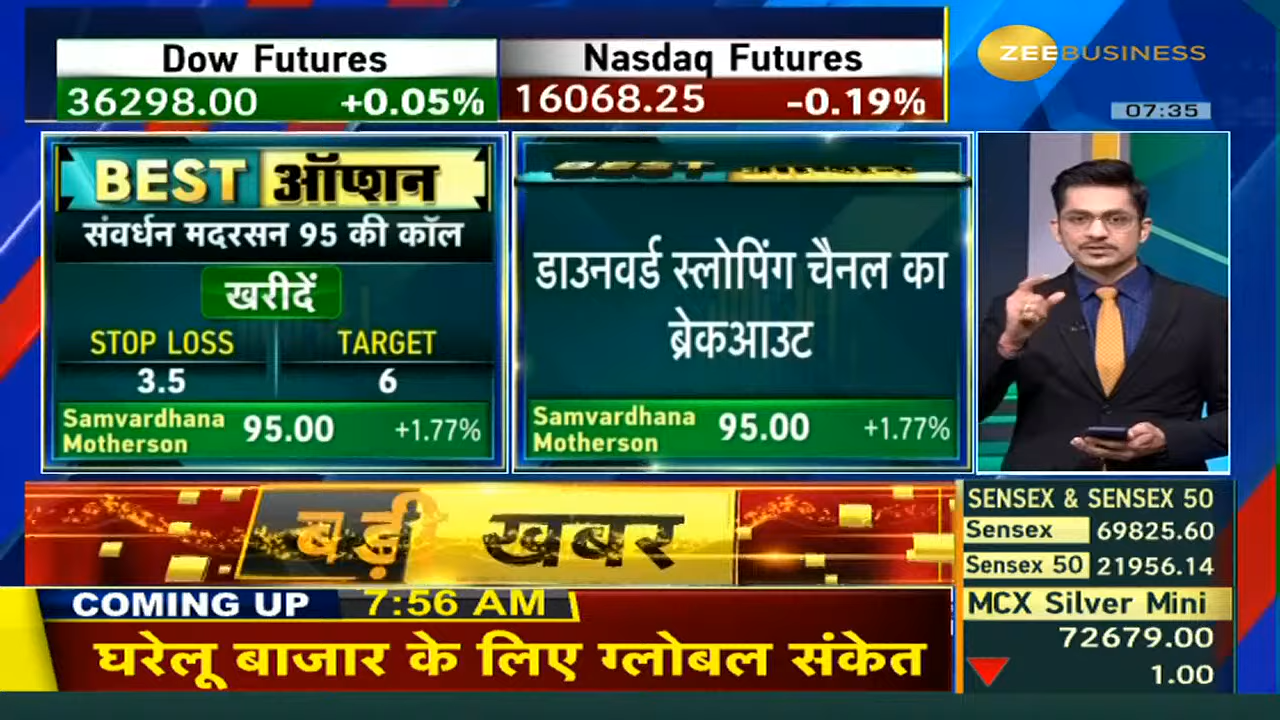 Dow Futures
36298.00 +0.05%
Nasdaq Futures
16068.25 -0.19%
ZEEBUSINESS
07:35
BEST ऑप्शन
संवर्धन मदरसन 95 की कॉल
खरीदें
STOP LOSS TARGET
3.5 6
Samvardhana
Motherson 95.00 +1.77%
डाउनवर्ड स्लोपिंग चैनल का
ब्रेकआउट
Samvardhana
Motherson 95.00 +1.77%
बड़ी खबर
SENSEX & SENSEX 50
Sensex 69825.60
Sensex 50 21956.14
MCX Silver Mini
72679.00
1.00
COMING UP 7:56 AM
घरेलू बाजार के लिए ग्लोबल संकेत